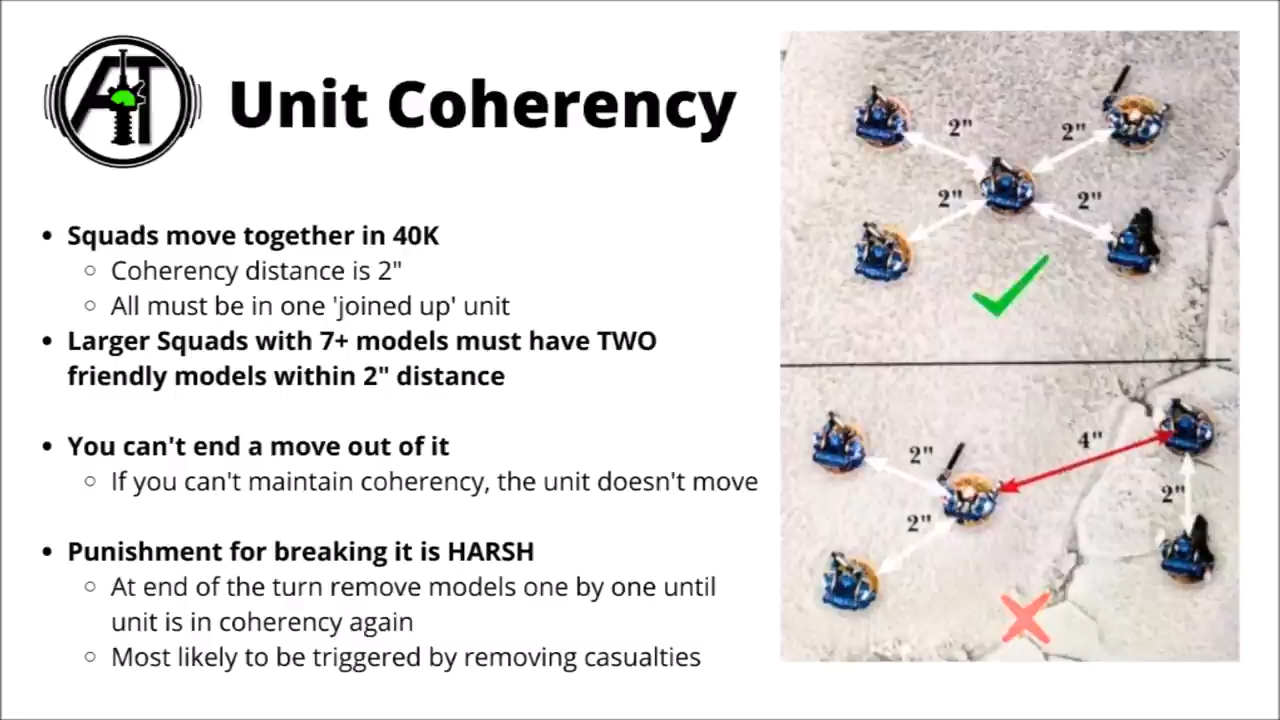 AT
Unit Coherency
• Squads move together in 40K
○ Coherency distance is 2"
○ All must be in one 'joined up' unit
• Larger Squads with 7+ models must have TWO
friendly models within 2" distance
• You can't end a move out of it
○ If you can't maintain coherency, the unit doesn't move
• Punishment for breaking it is HARSH
○ At end of the turn remove models one by one until
unit is in coherency again
○ Most likely to be triggered by removing casualties
2" 2"
2" 2"
2" 4"
2" 2"